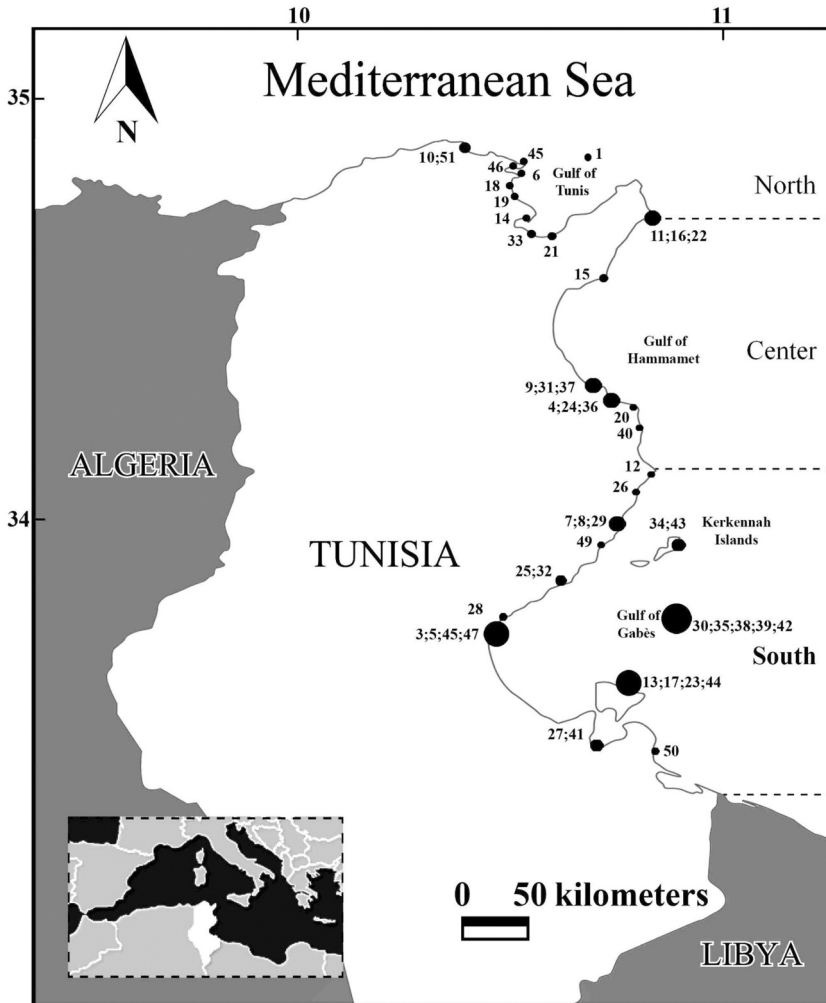 10
11
Mediterranean Sea
35
N
10;51
45
46
1
6
Gulf of
Tunis
18
19
North
14
33
21
11;16;22
15
Gulf of
Hammamet
Center
9;31;37
4;24;36
20
40
ALGERIA
12
26
34
7;8;29
34;43
Kerkennah
Islands
49
TUNISIA
25;32
28
3;5;45;47
Gulf of
Gabès
30;35;38;39;42
South
13;17;23;44
27;41
50
0 50 kilometers
LIBYA